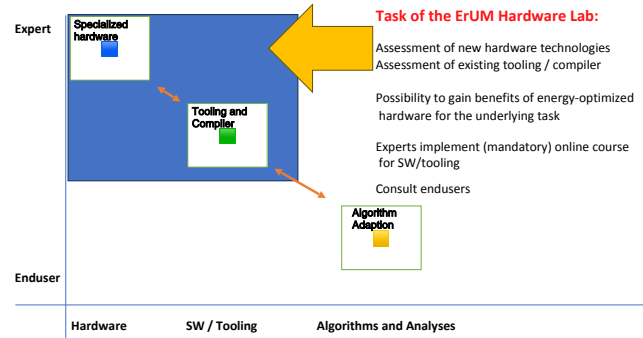 Task of the ErUM Hardware Lab:
Expert
Specialized
hardware
Assessment of new hardware technologies
Assessment of existing tooling / compiler
Tooling and
Compiler
Possibility to gain benefits of energy-optimized
hardware for the underlying task
Experts implement (mandatory) online course
for SW/tooling
Consult endusers
Algorithm
Adaption
Enduser
Hardware
SW / Tooling
Algorithms and Analyses